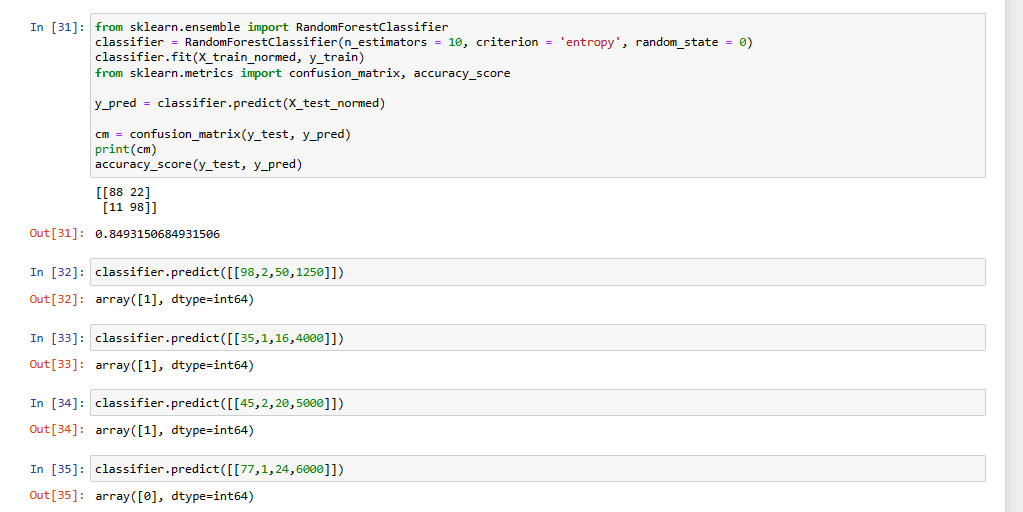 In [31]: from sklearn.ensemble import RandomForestClassifier
classifier = RandomForestClassifier(n_estimators = 10, criterion = 'entropy', random_state = 0)
classifier.fit(X_train_normed, y_train)
from sklearn.metrics import confusion_matrix, accuracy_score
y_pred = classifier.predict(X_test_normed)
cm = confusion_matrix(y_test, y_pred)
print(cm)
accuracy_score(y_test, y_pred)
[[88 22]
[11 98]]
Out[31]: 0.8493150684931506
In [32]: classifier.predict([[98,2,50,1250]])
Out[32]: array([1], dtype=int64)
In [33]: classifier.predict([[35,1,16,4000]])
Out[33]: array([1], dtype=int64)
In [34]: classifier.predict([[45,2,20,5000]])
Out[34]: array([1], dtype=int64)
In [35]: classifier.predict([[77,1,24,6000]])
Out[35]: array([0], dtype=int64)